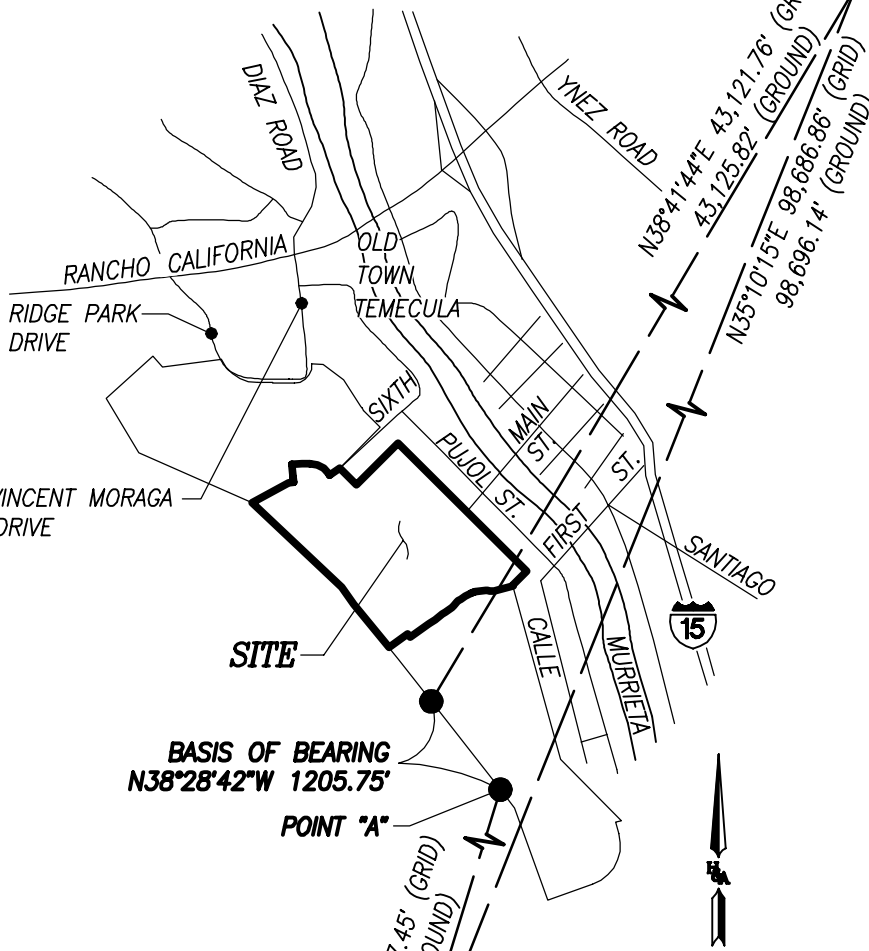 N38°41'44"E 43,121.76'
43,125.82' (GROUND)
N35°10'15"E 98,686.86' (GRID)
98,696.14' (GROUND)
DIAZ ROAD
YNEZ ROAD
RANCHO CALIFORNIA
OLD
TOWN
TEMECULA
RIDGE PARK
DRIVE
SIXTH
MAIN
ST.
PUJOL ST.
FIRST
ST.
VINCENT MORAGA
DRIVE
SANTIAGO
15
SITE
CALLE
MURRIETA
BASIS OF BEARING
N38°28'42"W 1205.75'
POINT "A"
7.45' (GRID)